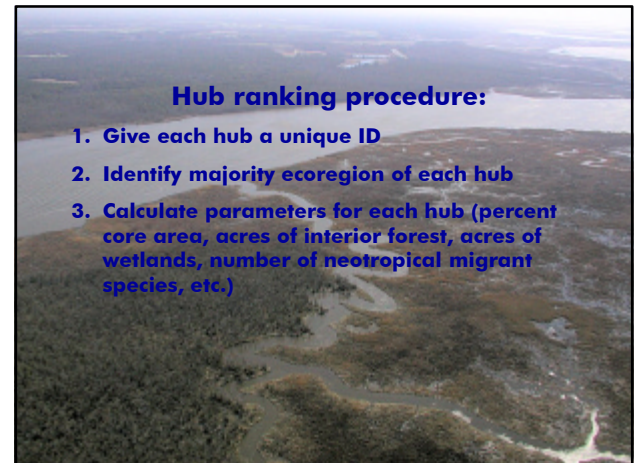 Hub ranking procedure:
1. Give each hub a unique ID
2. Identify majority ecoregion of each hub
3. Calculate parameters for each hub (percent
core area, acres of interior forest, acres of
wetlands, number of neotropical migrant
species, etc.)